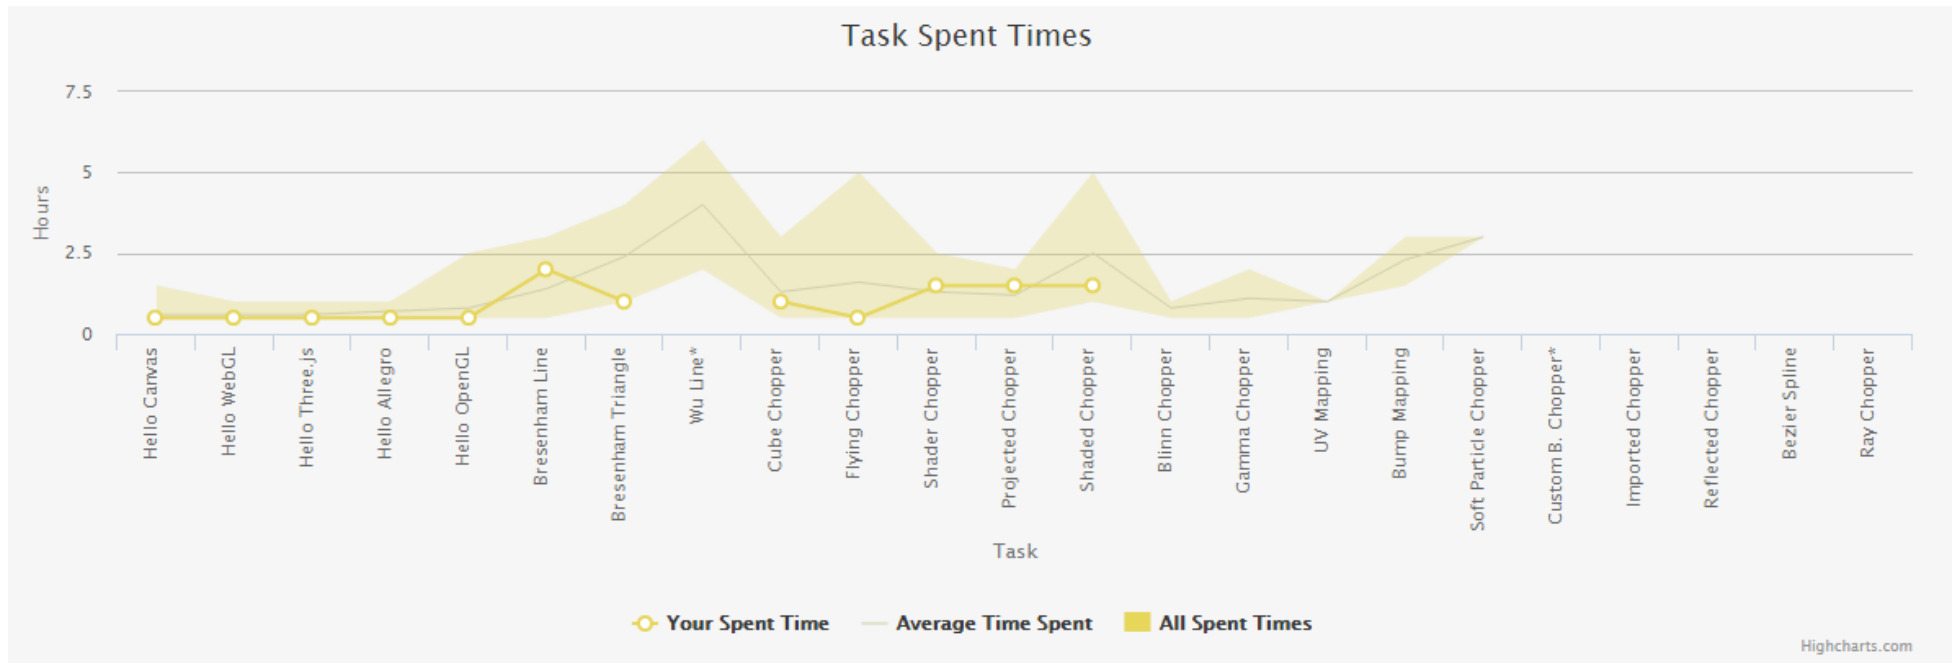 Task Spent Times
7.5
5
2.5
0
Hours
Hello Canvas
Hello WebGL
Hello Three.js
Hello Allegro
Hello OpenGL
Bresenham Line
Bresenham Triangle
Wu Line*
Cube Chopper
Flying Chopper
Shader Chopper
Projected Chopper
Shaded Chopper
Blinn Chopper
Gamma Chopper
UV Mapping
Bump Mapping
Soft Particle Chopper
Custom B. Chopper*
Imported Chopper
Reflected Chopper
Bezier Spline
Ray Chopper
Task
Your Spent Time Average Time Spent All Spent Times
Highcharts.com